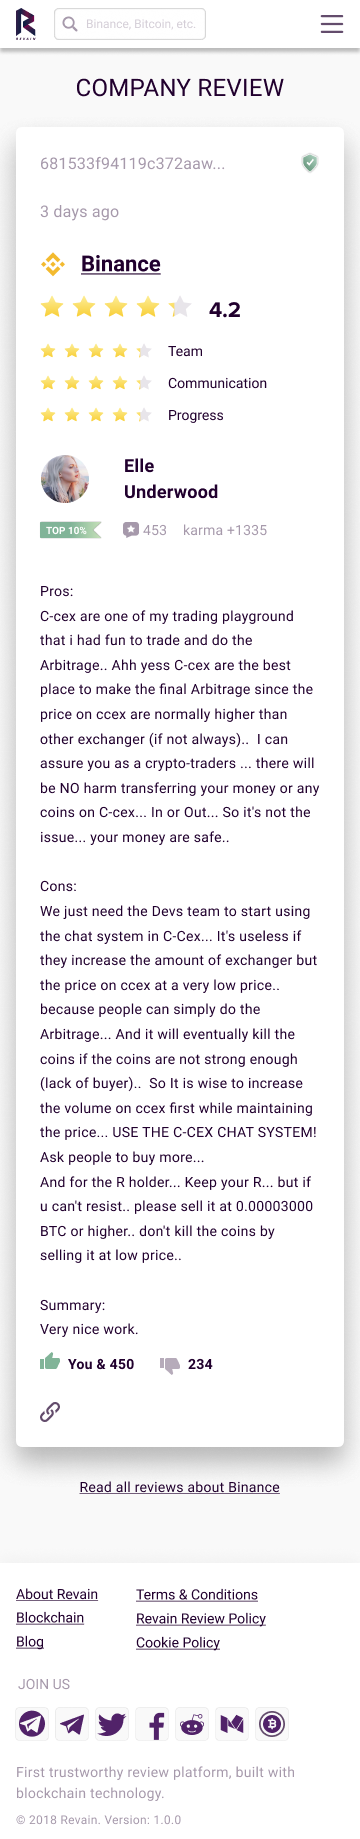 REVAIN
Binance, Bitcoin, etc.
COMPANY REVIEW
681533f94119c372aaw...
3 days ago
Binance
4.2
Team
Communication
Progress
Elle
Underwood
TOP 10%
453 karma +1335
Pros:
C-cex are one of my trading playground
that i had fun to trade and do the
Arbitrage.. Ahh yess C-cex are the best
place to make the final Arbitrage since the
price on ccex are normally higher than
other exchanger (if not always).. I can
assure you as a crypto-traders ... there will
be NO harm transferring your money or any
coins on C-cex... In or Out... So it's not the
issue... your money are safe..
Cons:
We just need the Devs team to start using
the chat system in C-Cex... It's useless if
they increase the amount of exchanger but
the price on ccex at a very low price..
because people can simply do the
Arbitrage... And it will eventually kill the
coins if the coins are not strong enough
(lack of buyer).. So It is wise to increase
the volume on ccex first while maintaining
the price... USE THE C-CEX CHAT SYSTEM!
Ask people to buy more...
And for the R holder... Keep your R... but if
u can't resist.. please sell it at 0.00003000
BTC or higher.. don't kill the coins by
selling it at low price..
Summary:
Very nice work.
You & 450 234
Read all reviews about Binance
About Revain
Blockchain
Blog
Terms & Conditions
Revain Review Policy
Cookie Policy
JOIN US
First trustworthy review platform, built with
blockchain technology.
© 2018 Revain. Version: 1.0.0